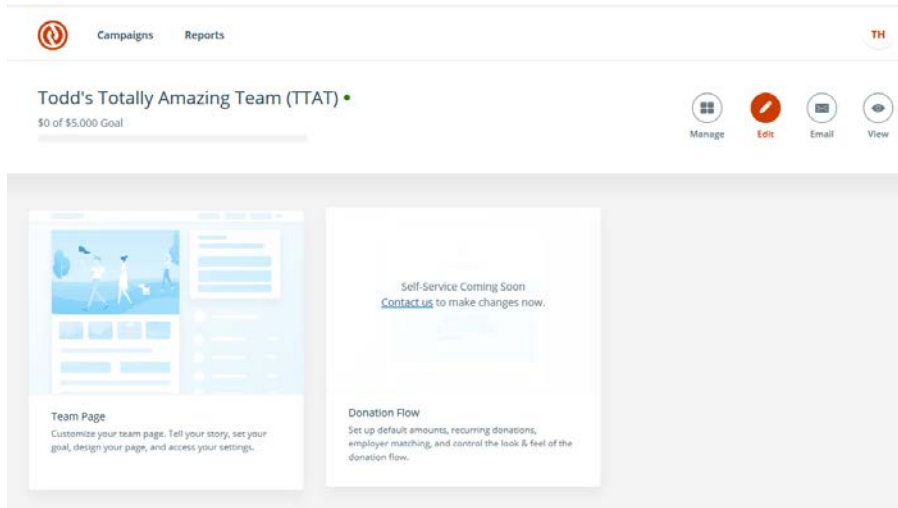 Campaigns Reports TH
Todd's Totally Amazing Team (TTAT)
$0 of $5,000 Goal
Manage Edit Email View
Self-Service Coming Soon
Contact us to make changes now.
Team Page
Customize your team page. Tell your story, set your
goal, design your page, and access your settings.
Donation Flow
Set up default amounts, recurring donations,
employer matching, and control the look & feel of the
donation flow.